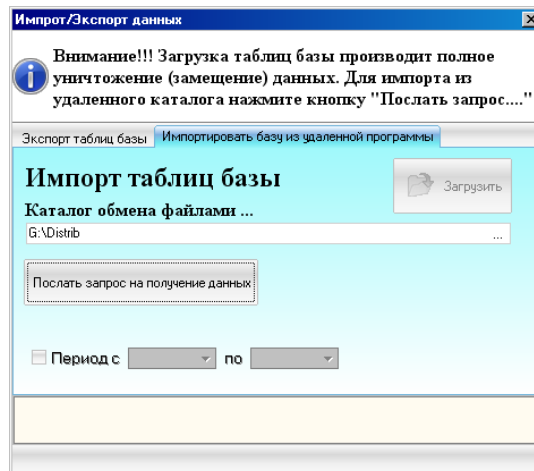 Импрот/Экспорт данных
Внимание!!! Загрузка таблиц базы производит полное
уничтожение (замещение) данных. Для импорта из
удаленного каталога нажмите кнопку "Послать запрос...."
Экспорт таблиц базы Импортировать базу из удаленной программы
Импорт таблиц базы
Загрузить
Каталог обмена файлами ...
G:\Distrib ...
Послать запрос на получение данных
Период с по